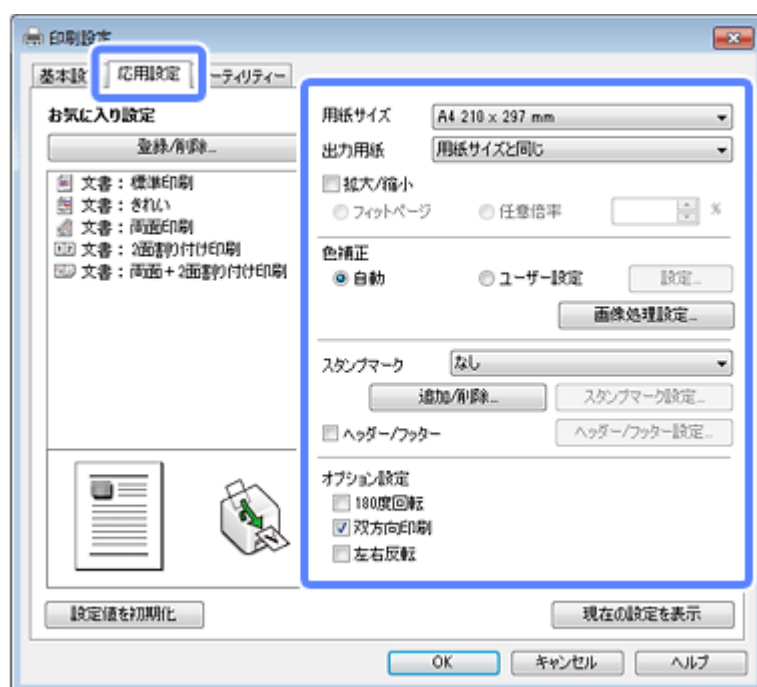 印刷設定
基本設 応用設定 ーティリティー
お気に入り設定
登録/削除...
文書：標準印刷
文書：きれい
文書：両面印刷
文書：2面割り付け印刷
文書：両面+2面割り付け印刷
用紙サイズ A4 210 x 297 mm
出力用紙 用紙サイズと同じ
拡大/縮小
フィットページ 任意倍率 %
色補正
自動 ユーザー設定 設定...
画像処理設定...
スタンプマーク なし
追加/削除... スタンプマーク設定...
ヘッダー/フッター ヘッダー/フッター設定...
オプション設定
180度回転
双方向印刷
左右反転
設定値を初期化 現在の設定を表示
OK キャンセル ヘルプ